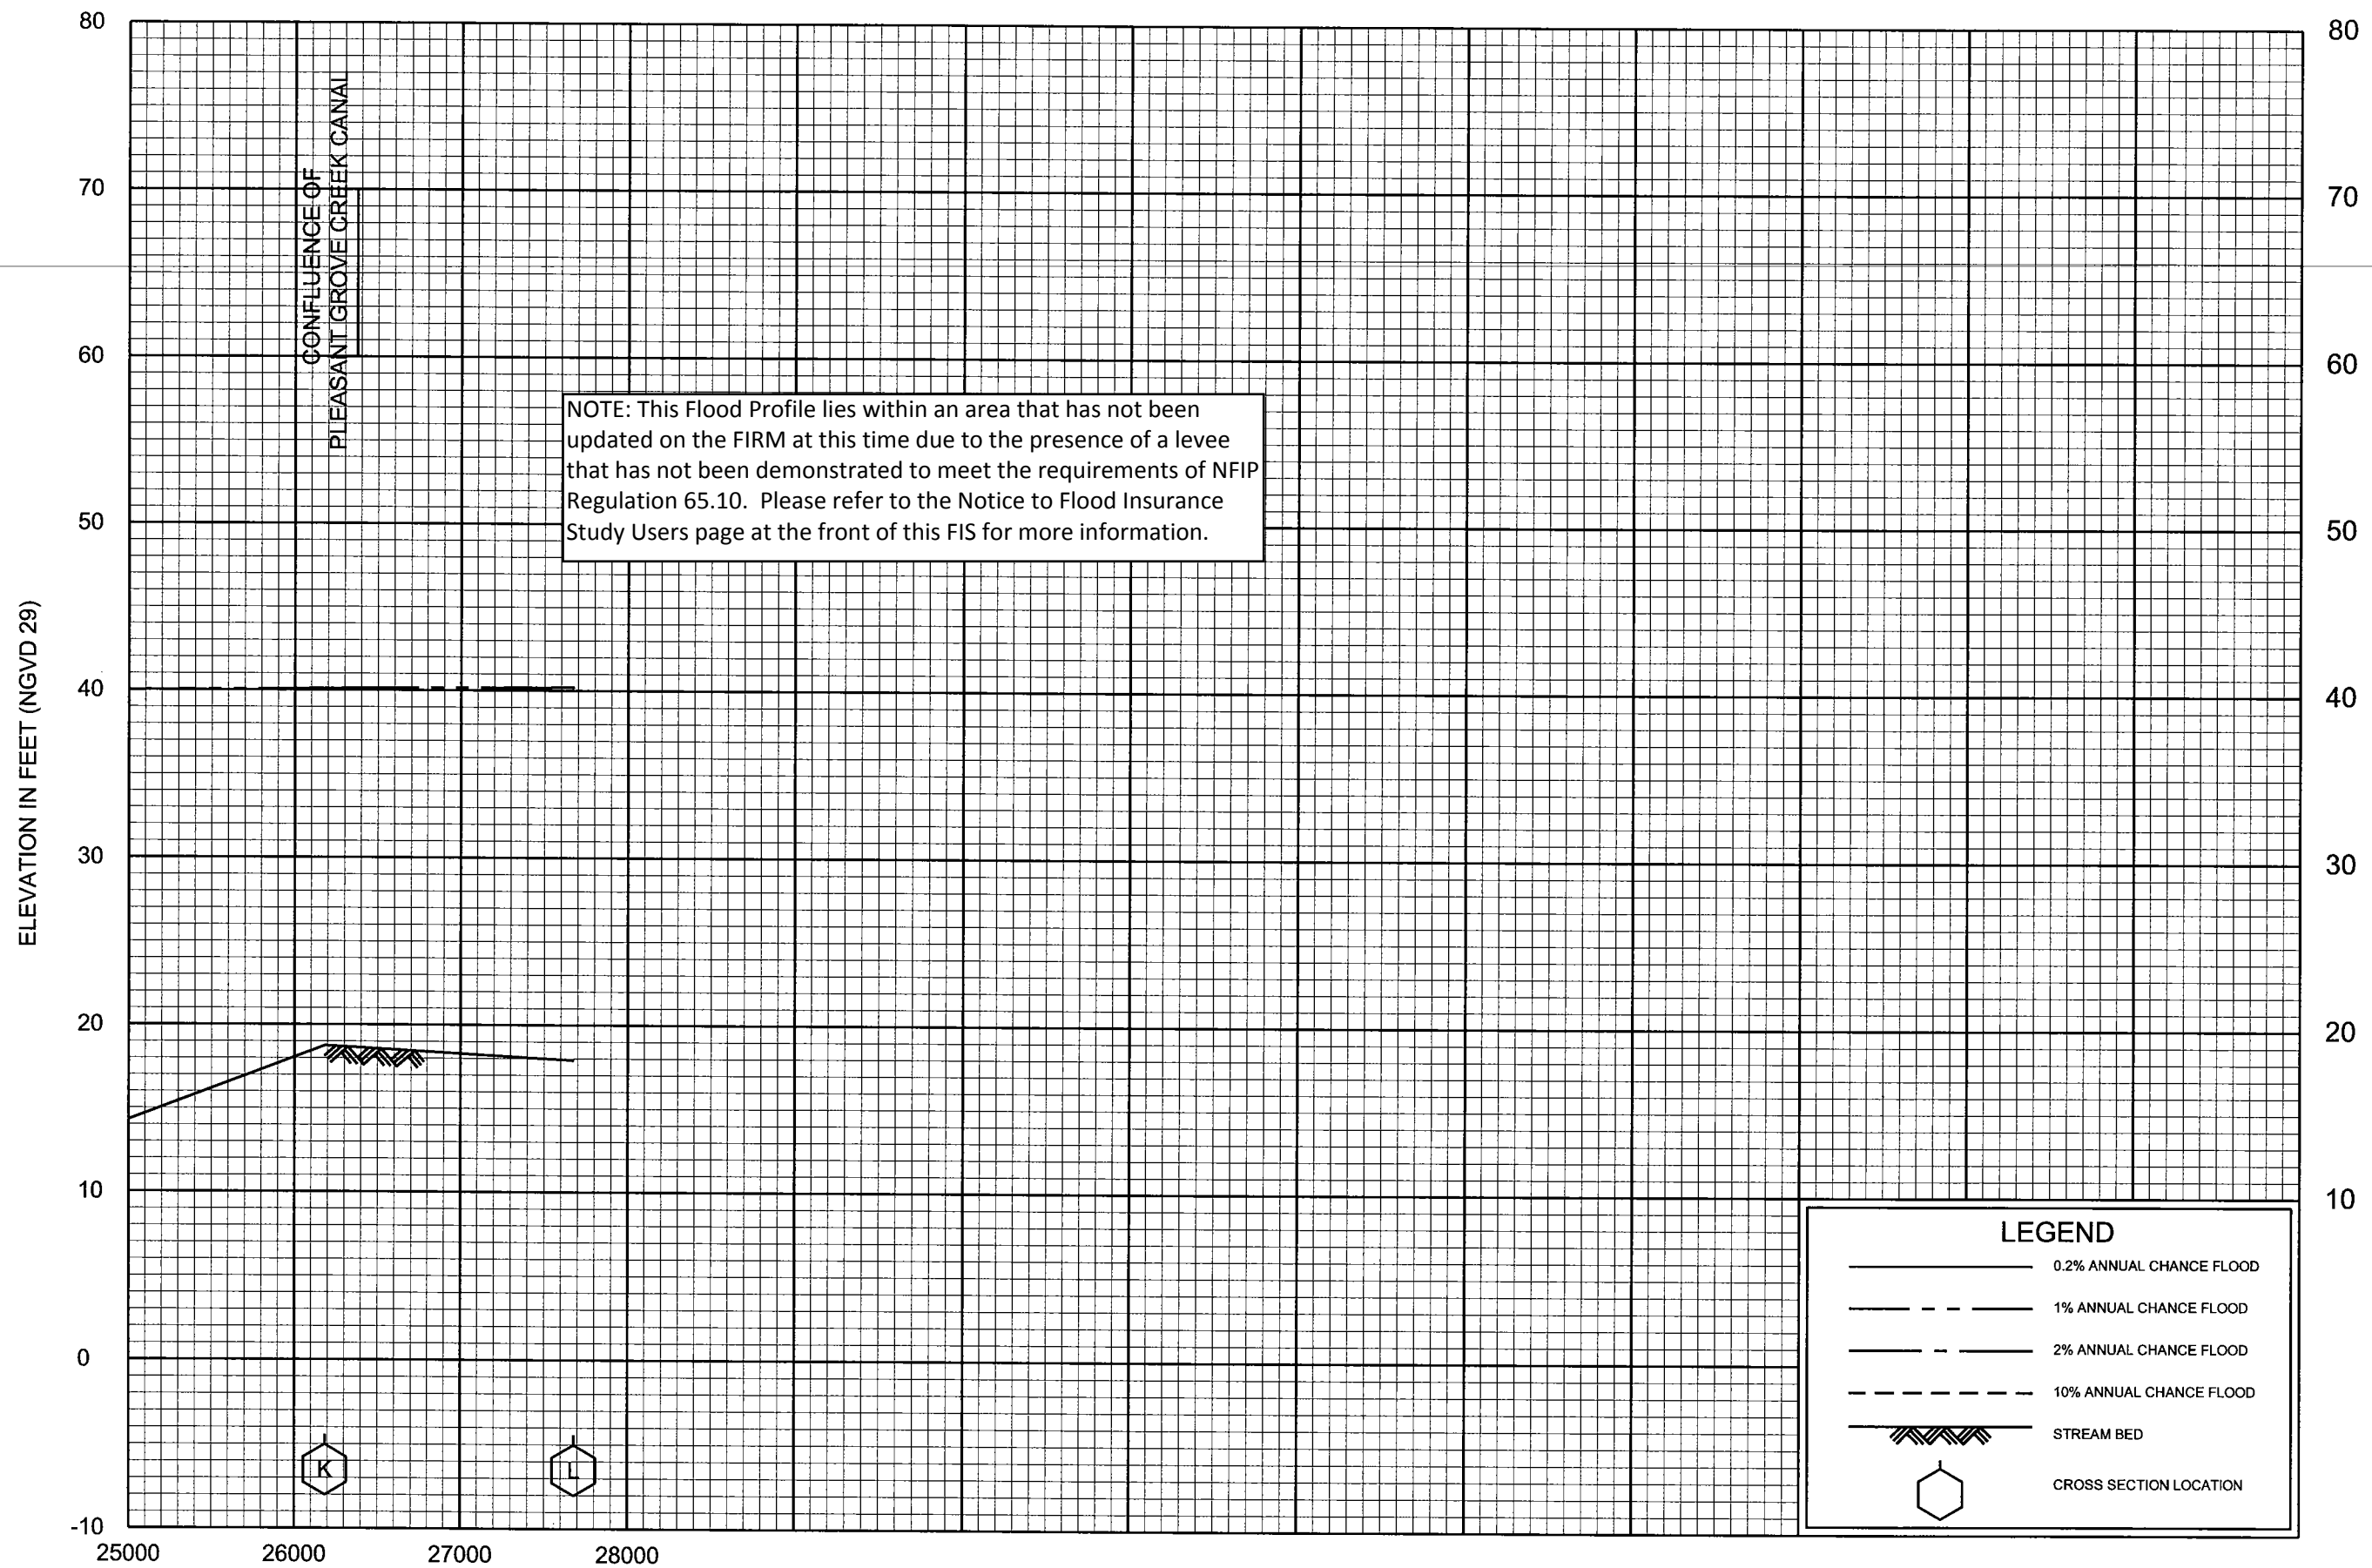 80
70
60
50
40
30
20
10
0
-10
ELEVATION IN FEET (NGVD 29)
CONFLUENCE OF
PLEASANT GROVE CREEK CANAL
NOTE: This Flood Profile lies within an area that has not been
updated on the FIRM at this time due to the presence of a levee
that has not been demonstrated to meet the requirements of NFIP
Regulation 65.10. Please refer to the Notice to Flood Insurance
Study Users page at the front of this FIS for more information.
80
70
60
50
40
30
20
10
LEGEND
0.2% ANNUAL CHANCE FLOOD
1% ANNUAL CHANCE FLOOD
2% ANNUAL CHANCE FLOOD
10% ANNUAL CHANCE FLOOD
STREAM BED
CROSS SECTION LOCATION
K
L
25000
26000
27000
28000